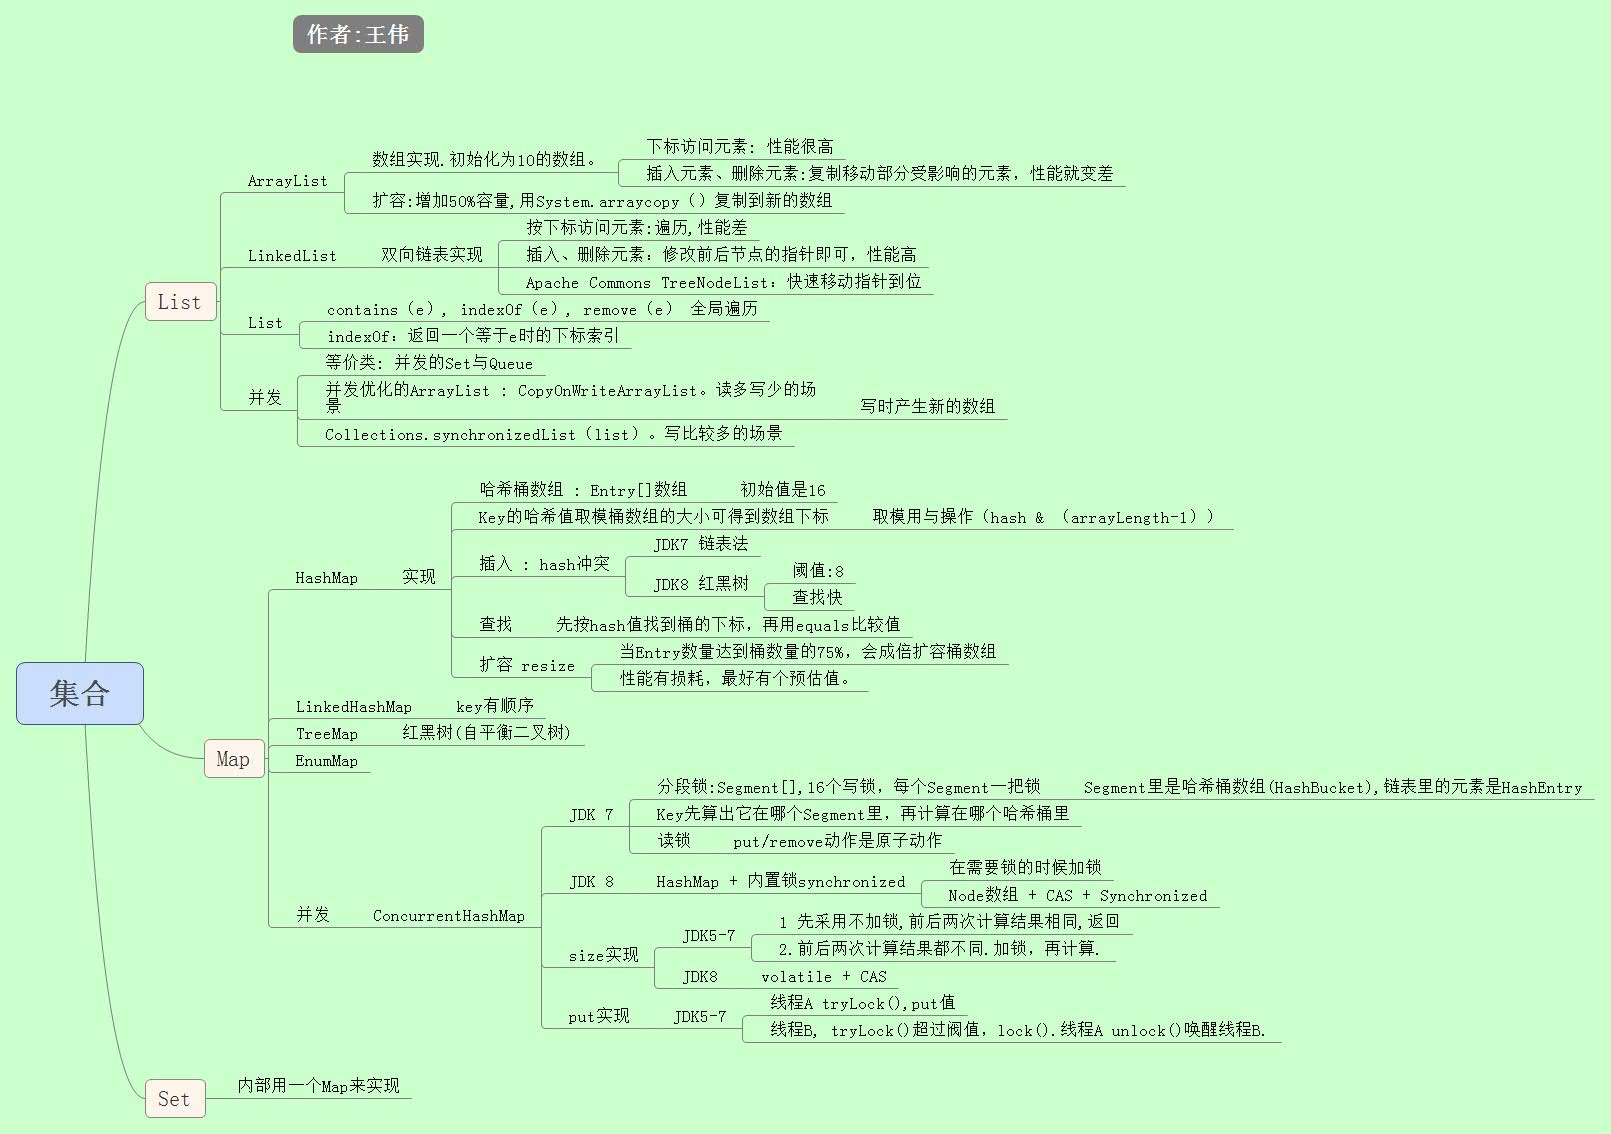 作者:王伟
集合
List
ArrayList
数组实现.初始化为10的数组。
下标访问元素: 性能很高
插入元素、删除元素:复制移动部分受影响的元素，性能就变差
扩容:增加50%容量,用System.arraycopy（）复制到新的数组
LinkedList
双向链表实现
按下标访问元素:遍历,性能差
插入、删除元素: 修改前后节点的指针即可，性能高
Apache Commons TreeNodeList: 快速移动指针到位
List
contains（e）, indexOf（e）, remove（e） 全局遍历
indexOf: 返回一个等于e时的下标索引
并发
等价类: 并发的Set与Queue
并发优化的ArrayList : CopyOnWriteArrayList。读多写少的场
景
写时产生新的数组
Collections.synchronizedList（list）。写比较多的场景
Map
HashMap
实现
哈希桶数组 : Entry[]数组
初始值是16
Key的哈希值取模桶数组的大小可得到数组下标
取模用与操作（hash & （arrayLength-1））
插入 : hash冲突
JDK7 链表法
JDK8 红黑树
阈值:8
查找快
查找
先按hash值找到桶的下标，再用equals比较值
扩容 resize
当Entry数量达到桶数量的75%，会成倍扩容桶数组
性能有损耗，最好有个预估值。
LinkedHashMap
key有顺序
TreeMap
红黑树(自平衡二叉树)
EnumMap
并发
ConcurrentHashMap
JDK 7
分段锁:Segment[],16个写锁，每个Segment一把锁
Segment里是哈希桶数组(HashBucket),链表里的元素是HashEntry
Key先算出它在哪个Segment里，再计算在哪个哈希桶里
读锁
put/remove动作是原子动作
JDK 8
HashMap + 内置锁synchronized
在需要锁的时候加锁
Node数组 + CAS + Synchronized
size实现
JDK5-7
1 先采用不加锁,前后两次计算结果相同,返回
2.前后两次计算结果都不同.加锁，再计算.
JDK8
volatile + CAS
put实现
JDK5-7
线程A tryLock(),put值
线程B, tryLock()超过阀值，lock().线程A unlock()唤醒线程B.
Set
内部用一个Map来实现